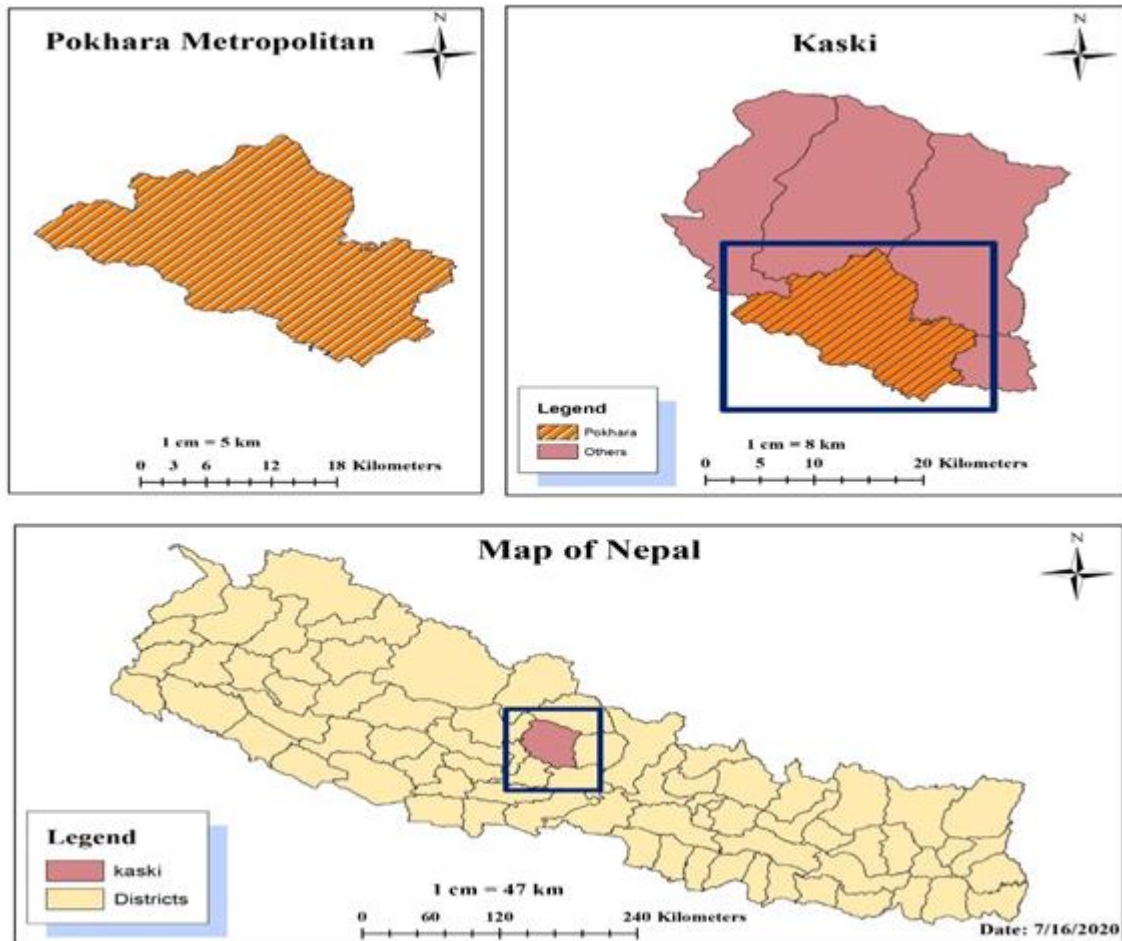 N
Pokhara Metropolitan
1 cm = 5 km
0 3 6 12 18 Kilometers
N
Kaski
Legend
Pokhara
Others
1 cm = 8 km
0 5 10 20 Kilometers
N
Map of Nepal
Legend
kaski
Districts
1 cm = 47 km
0 60 120 240 Kilometers
Date: 7/16/2020